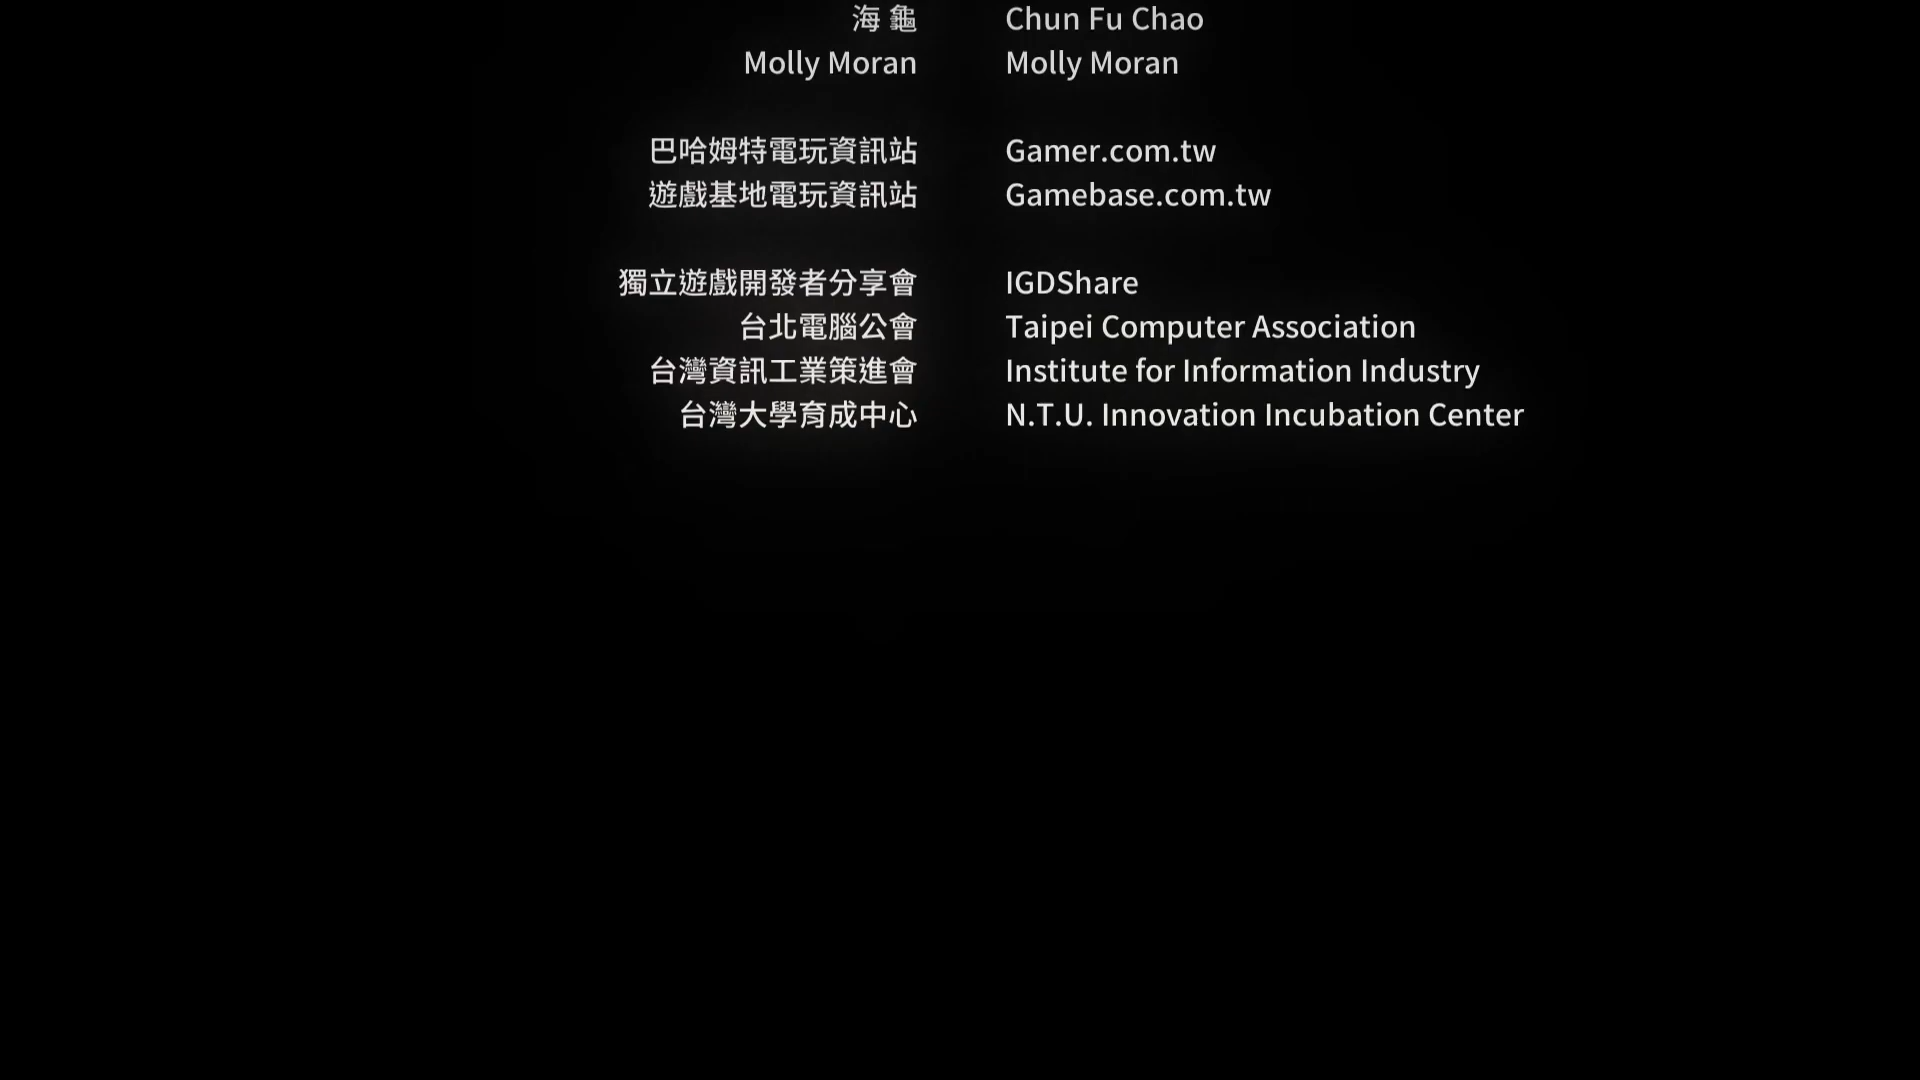 海 龜 Chun Fu Chao
Molly Moran Molly Moran
巴哈姆特電玩資訊站 Gamer.com.tw
遊戲基地電玩資訊站 Gamebase.com.tw
獨立遊戲開發者分享會 IGDShare
台北電腦公會 Taipei Computer Association
台灣資訊工業策進會 Institute for Information Industry
台灣大學育成中心 N.T.U. Innovation Incubation Center